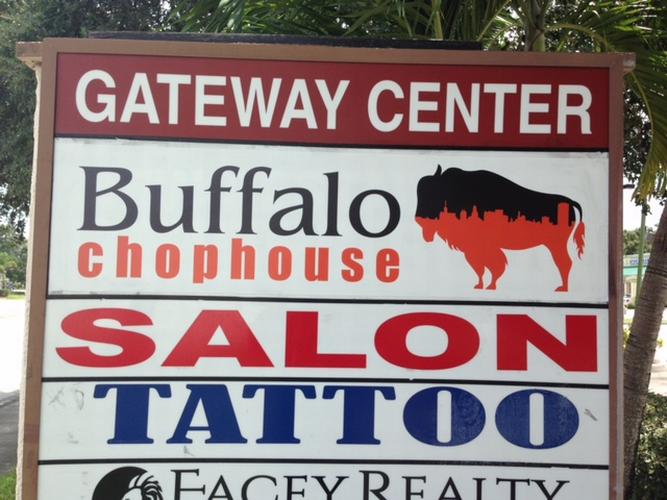 GATEWAY CENTER
Buffalo
chophouse
SALON
TATTOO
FACEY REALTY